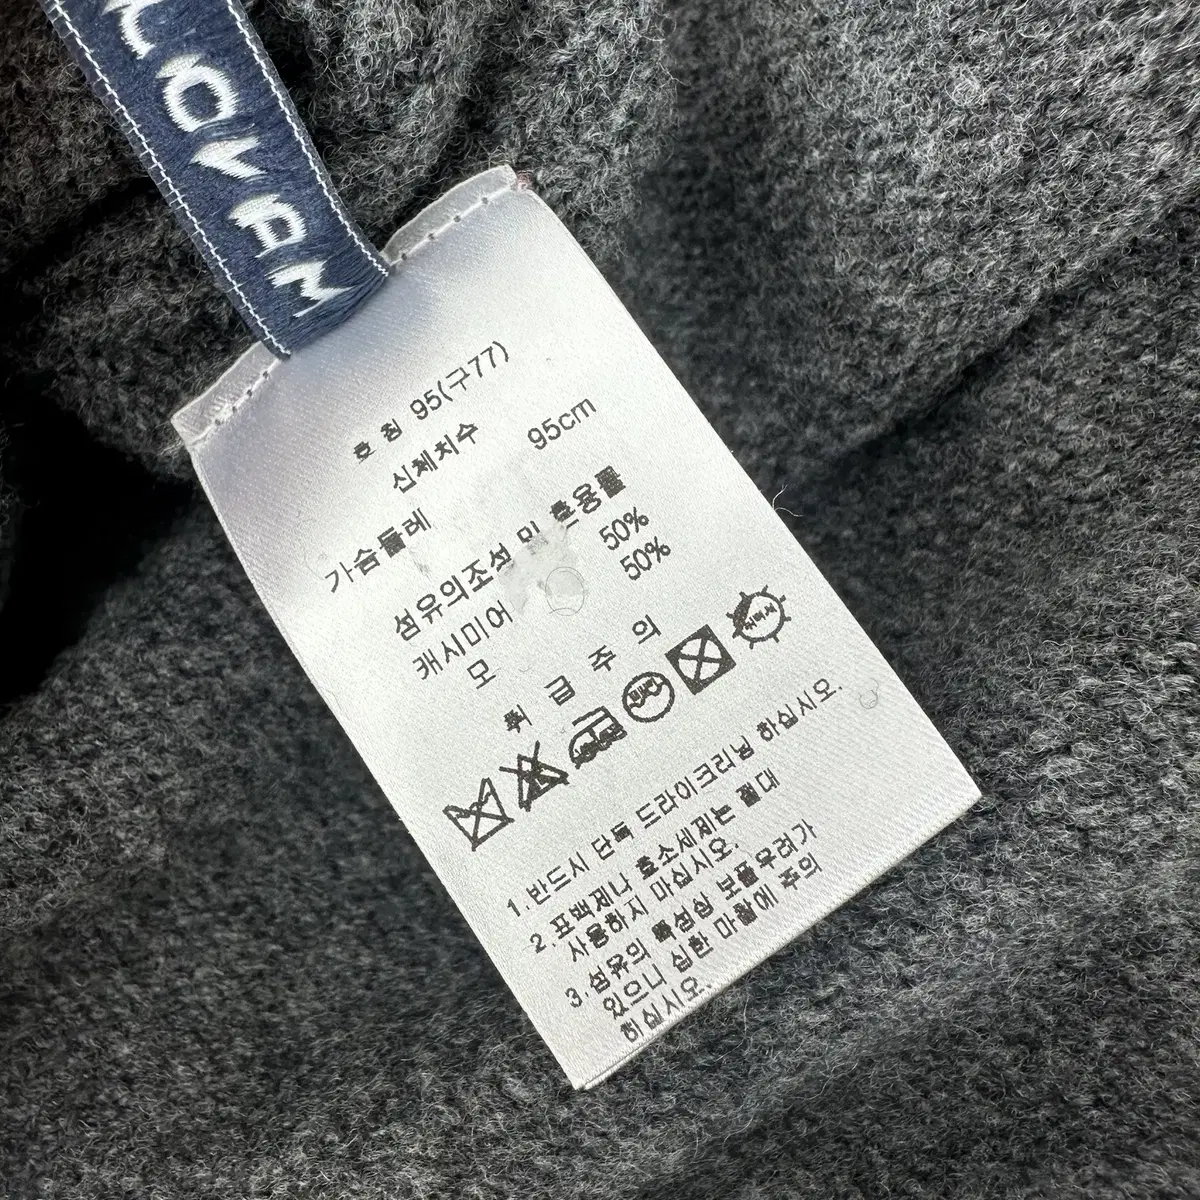 LOVAM
호 칭 95(구77)
신체치수
가슴둘레 95cm
섬유의조성 및 혼용률
캐시미어 50%
모 50%
취 급 주 의
드라이
1.반드시 단독 드라이크리닝 하십시오.
2.표백제나 효소세제는 절대
사용하지 마십시오.
3.섬유의 특성상 보풀우려가
있으니 심한 마찰에 주의
하십시오.